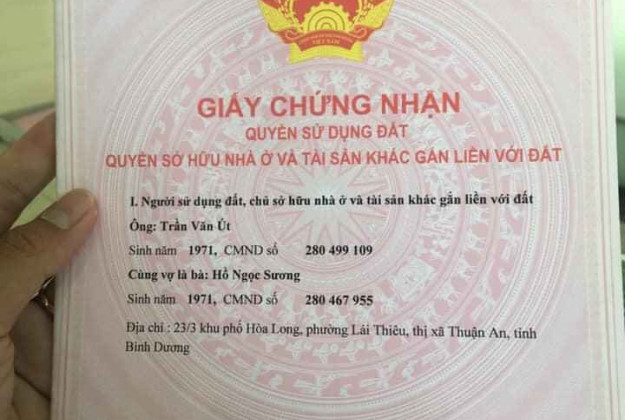 GIẤY CHỨNG NHẬN
QUYỀN SỬ DỤNG ĐẤT
QUYỀN SỞ HỮU NHÀ Ở VÀ TÀI SẢN KHÁC GẮN LIỀN VỚI ĐẤT
I. Người sử dụng đất, chủ sở hữu nhà ở và tài sản khác gắn liền với đất
Ông: Trần Văn Út
Sinh năm 1971, CMND số 280 499 109
Cùng vợ là bà: Hồ Ngọc Sương
Sinh năm 1971, CMND số 280 467 955
Địa chỉ : 23/3 khu phố Hòa Long, phường Lái Thiêu, thị xã Thuận An, tỉnh
Bình Dương